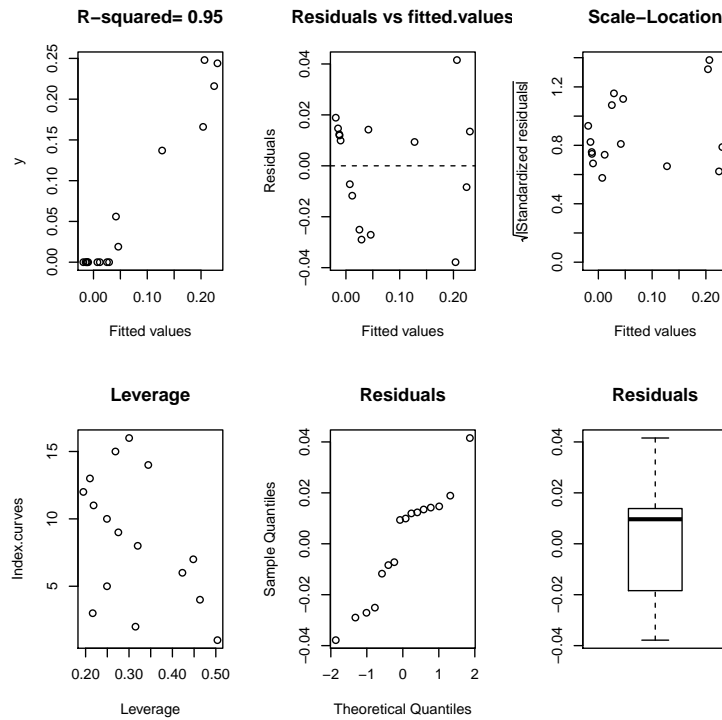 R−squared= 0.95
y
0.00 0.05 0.10 0.15 0.20 0.25
0.00 0.10 0.20
Fitted values
Residuals vs fitted.values
Residuals
−0.04 −0.02 0.00 0.02 0.04
0.00 0.10 0.20
Fitted values
Scale−Location
√|Standardized residuals|
0.0 0.4 0.8 1.2
0.00 0.10 0.20
Fitted values
Leverage
Index.curves
5 10 15
0.20 0.30 0.40 0.50
Leverage
Residuals
Sample Quantiles
−0.04 −0.02 0.00 0.02 0.04
−2 −1 0 1 2
Theoretical Quantiles
Residuals
−0.04 −0.02 0.00 0.02 0.04